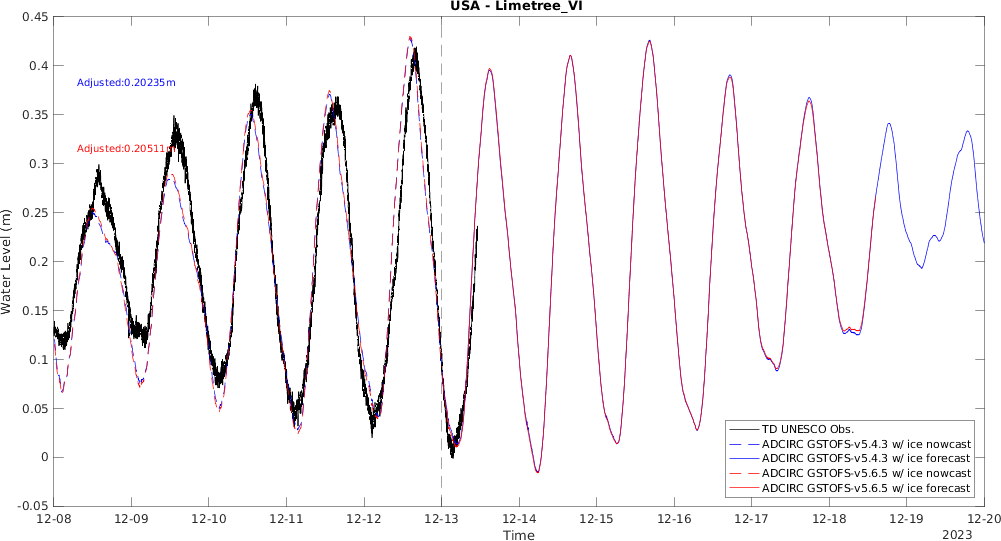 USA - Limetree_VI
0.45
0.4
0.35
0.3
0.25
0.2
0.15
0.1
0.05
0
-0.05
Water Level (m)
Adjusted:0.20235m
Adjusted:0.20511m
TD UNESCO Obs.
ADCIRC GSTOFS-v5.4.3 w/ ice nowcast
ADCIRC GSTOFS-v5.4.3 w/ ice forecast
ADCIRC GSTOFS-v5.6.5 w/ ice nowcast
ADCIRC GSTOFS-v5.6.5 w/ ice forecast
12-08 12-09 12-10 12-11 12-12 12-13 12-14 12-15 12-16 12-17 12-18 12-19 12-20
Time
2023